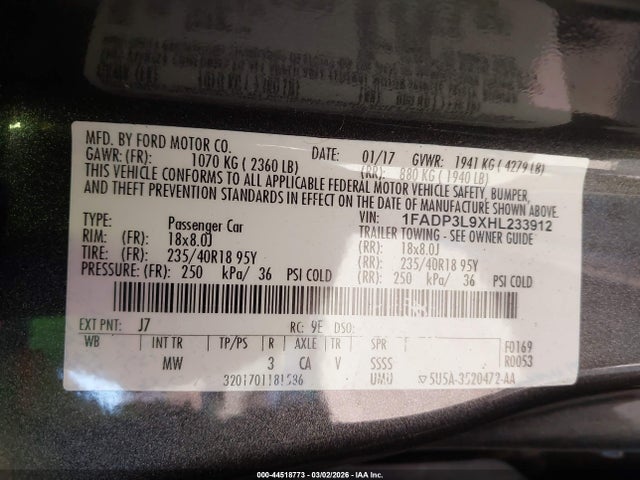 MFD. BY FORD MOTOR CO. DATE: 01/17 GVWR: 1941 KG ( 4279 LB)
GAWR: (FR): 1070 KG ( 2360 LB) (RR): 880 KG ( 1940 LB)
THIS VEHICLE CONFORMS TO ALL APPLICABLE FEDERAL MOTOR VEHICLE SAFETY, BUMPER,
AND THEFT PREVENTION STANDARDS IN EFFECT ON THE DATE OF MANUFACTURE SHOWN ABOVE.
VIN: 1FADP3L9XHL233912
TYPE: Passenger Car TRAILER TOWING - SEE OWNER GUIDE
RIM: (FR): 18x8.0J (RR): 18x8.0J
TIRE: (FR): 235/40R18 95Y (RR): 235/40R18 95Y
PRESSURE: (FR): 250 kPa/ 36 PSI COLD (RR): 250 kPa/ 36 PSI COLD
EXT PNT: J7 RC: 9E DSO:
WB INT TR TP/PS R AXLE TR SPR F0169
MW 3 CA V SSSS R0053
UMU 5U5A-3520472-AA
000-44518773 - 03/02/2026 - IAA Inc.